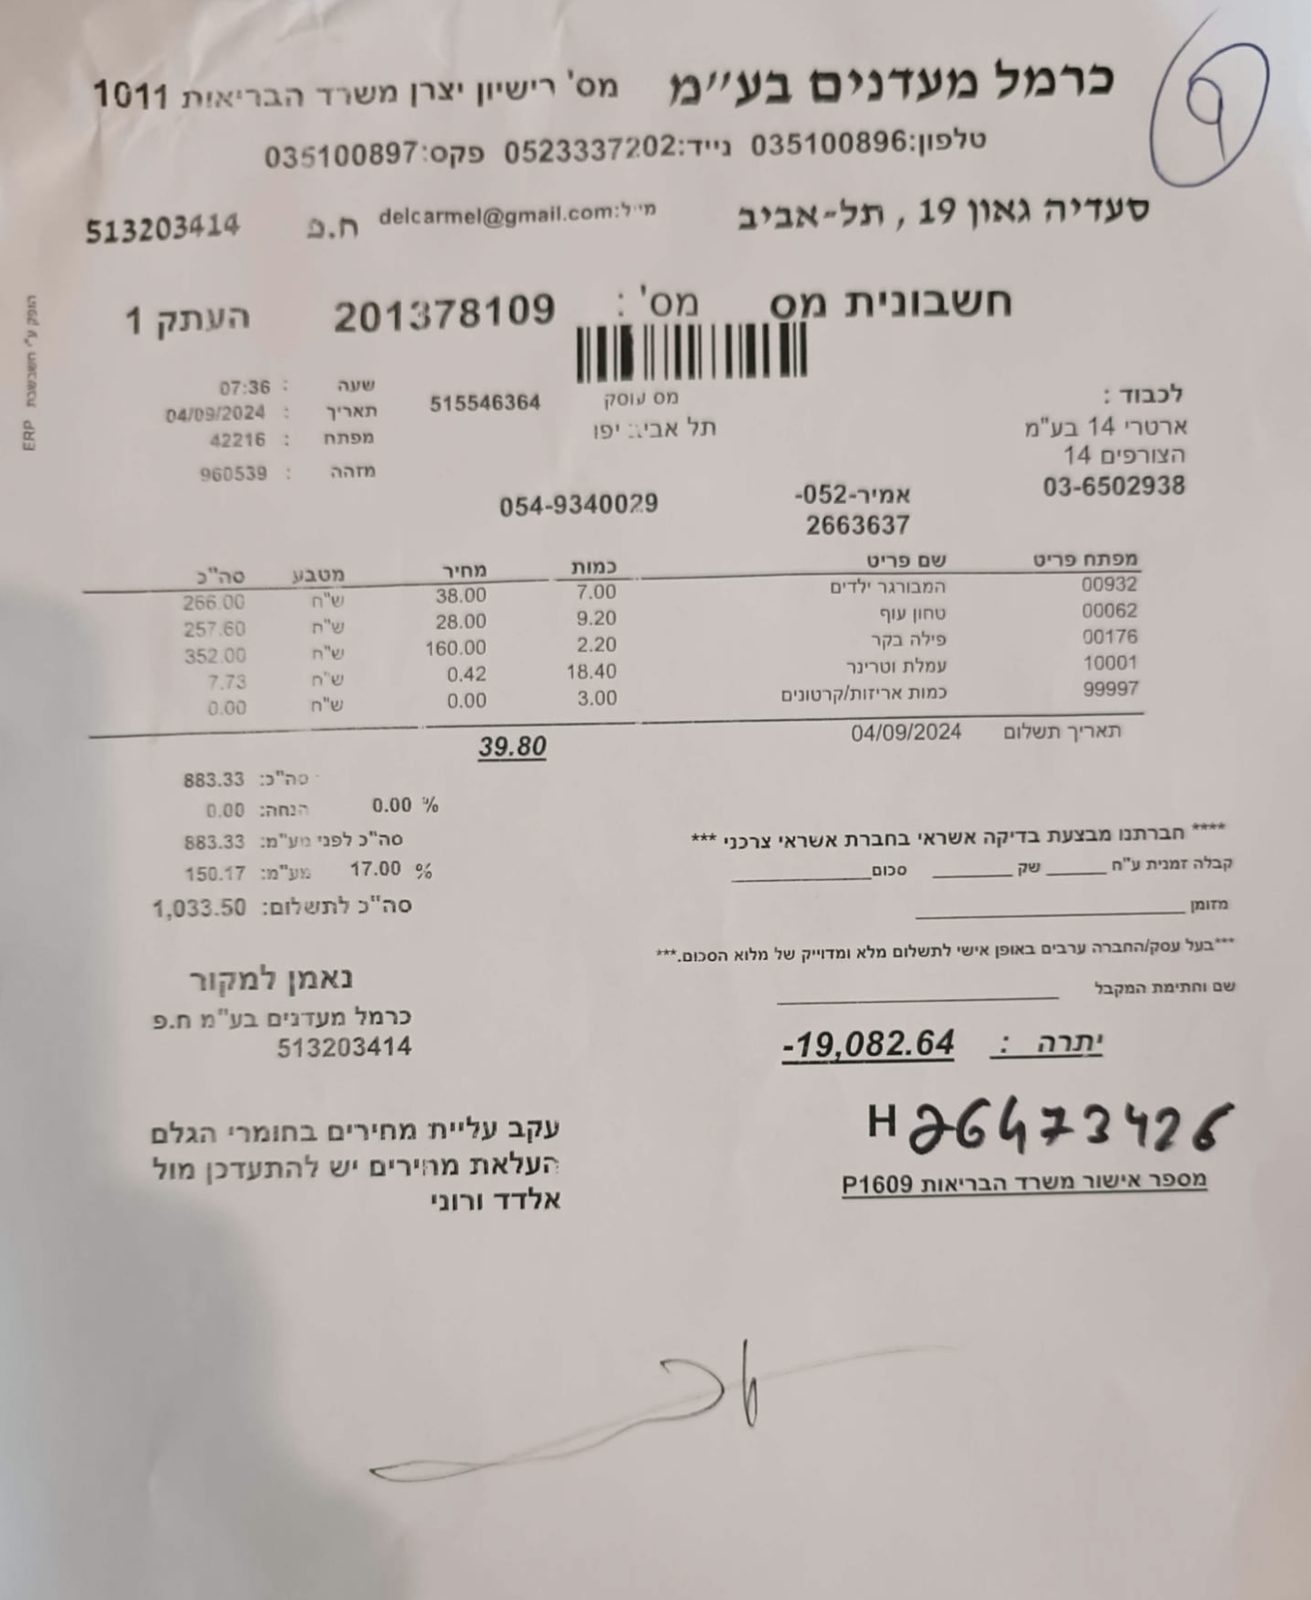 כרמל מעדנים בע"מ מס' רישיון יצרן משרד הבריאות 1011
9
טלפון:035100896 נייד:0523337202 פקס:035100897
סעדיה גאון 19 , תל-אביב מייל:delcarmel@gmail.com ח.פ 513203414
חשבונית מס מס' : 201378109 העתק 1
הופק ע"י חשבשבת ERP
לכבוד : מס עוסק 515546364 שעה : 07:36
ארטרי 14 בע"מ תל אביב יפו תאריך : 04/09/2024
הצורפים 14 מפתח : 42216
03-6502938 מזהה : 960539
אמיר-052- 054-9340029
2663637
מפתח פריט שם פריט כמות מחיר מטבע סה"כ
00932 המבורגר ילדים 7.00 38.00 ש"ח 266.00
00062 טחון עוף 9.20 28.00 ש"ח 257.60
00176 פילה בקר 2.20 160.00 ש"ח 352.00
10001 עמלת וטרינר 18.40 0.42 ש"ח 7.73
99997 כמות אריזות/קרטונים 3.00 0.00 ש"ח 0.00
תאריך תשלום 04/09/2024 39.80
סה"כ: 883.33
% 0.00 הנחה: 0.00
סה"כ לפני מע"מ: 883.33
% 17.00 מע"מ: 150.17
סה"כ לתשלום: 1,033.50
**** חברתנו מבצעת בדיקה אשראי בחברת אשראי צרכני ***
קבלה זמנית ע"ח ______ שק ________ סכום______________
מזומן ___________________________
***בעל עסק/החברה ערבים באופן אישי לתשלום מלא ומדוייק של מלוא הסכום.***
שם וחתימת המקבל ____________________________
יתרה : -19,082.64
נאמן למקור
כרמל מעדנים בע"מ ח.פ
513203414
H 26473426
מספר אישור משרד הבריאות P1609
עקב עליית מחירים בחומרי הגלם
העלאת מחירים יש להתעדכן מול
אלדד ורוני